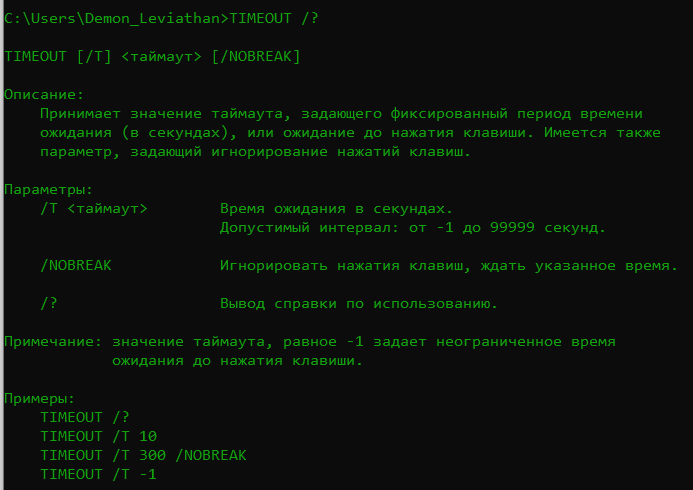 C:\Users\Demon_Leviathan>TIMEOUT /?
TIMEOUT [/T] <таймаут> [/NOBREAK]
Описание:
Принимает значение таймаута, задающего фиксированный период времени
ожидания (в секундах), или ожидание до нажатия клавиши. Имеется также
параметр, задающий игнорирование нажатий клавиш.
Параметры:
/T <таймаут> Время ожидания в секундах.
Допустимый интервал: от -1 до 99999 секунд.
/NOBREAK Игнорировать нажатия клавиш, ждать указанное время.
/? Вывод справки по использованию.
Примечание: значение таймаута, равное -1 задает неограниченное время
ожидания до нажатия клавиши.
Примеры:
TIMEOUT /?
TIMEOUT /T 10
TIMEOUT /T 300 /NOBREAK
TIMEOUT /T -1